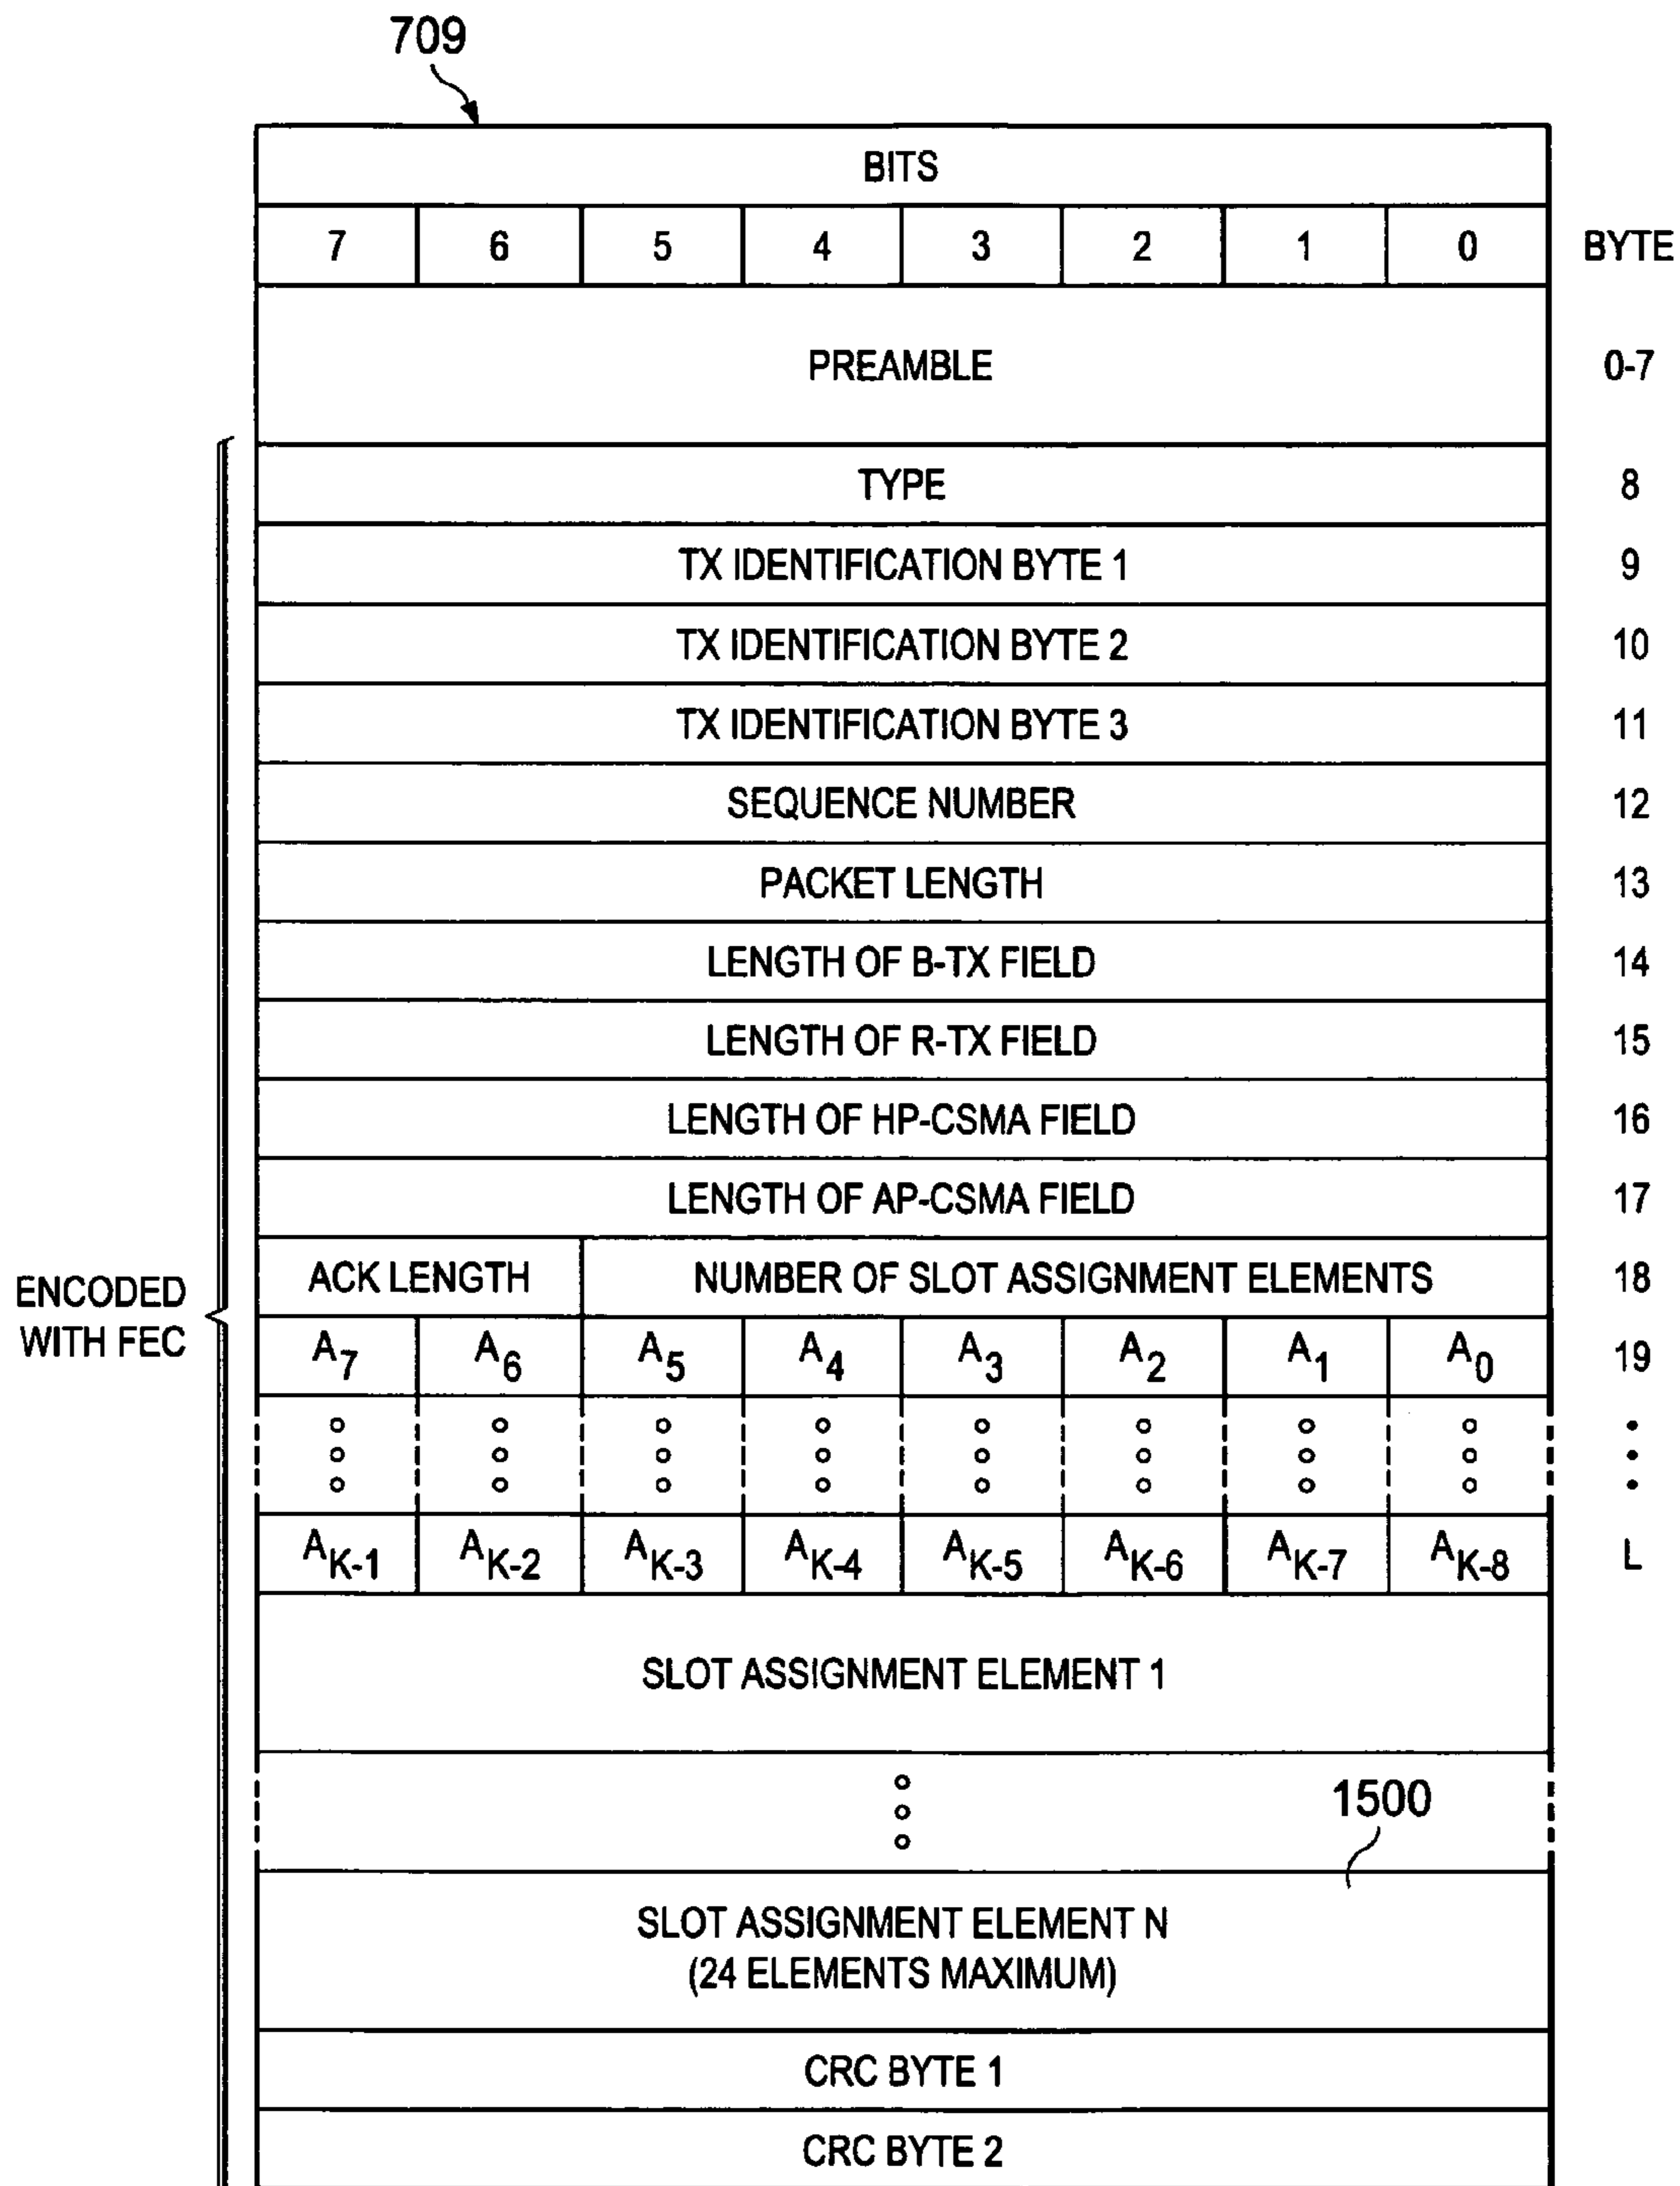 709
BITS
7 6 5 4 3 2 1 0 BYTE
PREAMBLE 0-7
TYPE 8
TX IDENTIFICATION BYTE 1 9
TX IDENTIFICATION BYTE 2 10
TX IDENTIFICATION BYTE 3 11
SEQUENCE NUMBER 12
PACKET LENGTH 13
LENGTH OF B-TX FIELD 14
LENGTH OF R-TX FIELD 15
LENGTH OF HP-CSMA FIELD 16
LENGTH OF AP-CSMA FIELD 17
ACK LENGTH NUMBER OF SLOT ASSIGNMENT ELEMENTS 18
ENCODED
WITH FEC
A7 A6 A5 A4 A3 A2 A1 A0 19
AK-1 AK-2 AK-3 AK-4 AK-5 AK-6 AK-7 AK-8 L
SLOT ASSIGNMENT ELEMENT 1
1500
SLOT ASSIGNMENT ELEMENT N
(24 ELEMENTS MAXIMUM)
CRC BYTE 1
CRC BYTE 2